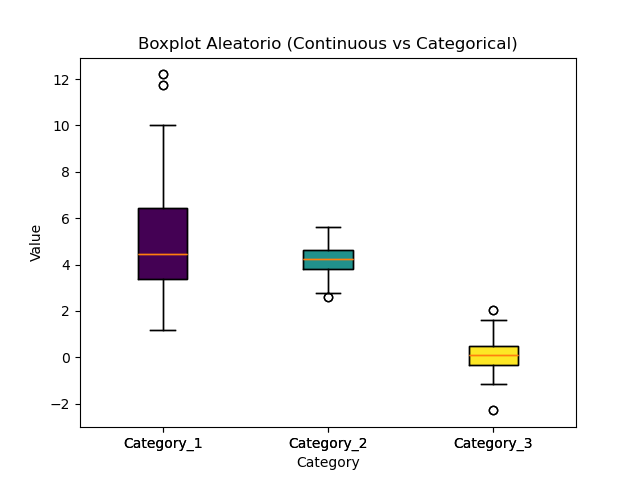 Boxplot Aleatorio (Continuous vs Categorical)
12
10
8
6
4
2
0
−2
Value
Category_1 Category_2 Category_3
Category